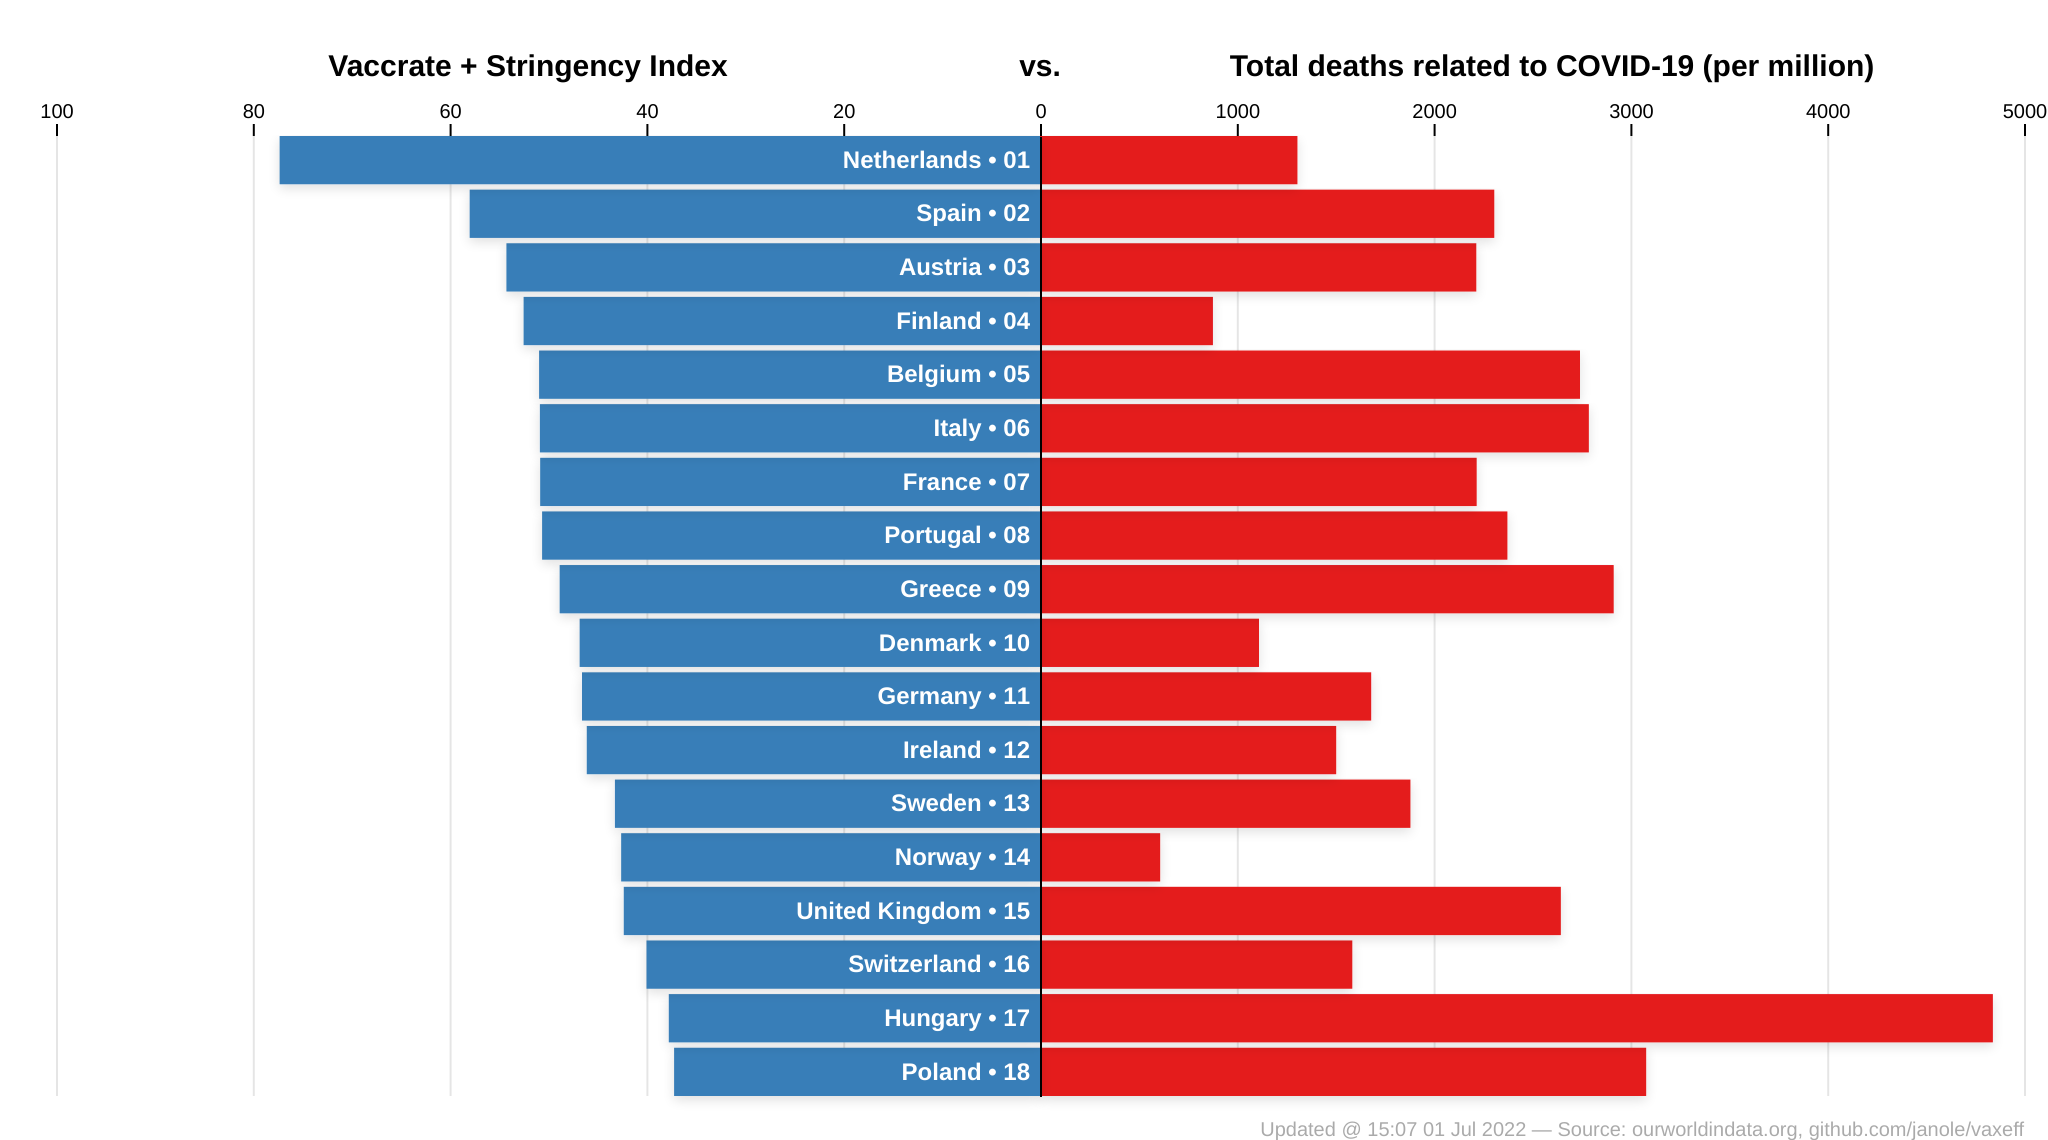 Vaccrate + Stringency Index vs. Total deaths related to COVID-19 (per million)
100 80 60 40 20 0 1000 2000 3000 4000 5000
Netherlands • 01
Spain • 02
Austria • 03
Finland • 04
Belgium • 05
Italy • 06
France • 07
Portugal • 08
Greece • 09
Denmark • 10
Germany • 11
Ireland • 12
Sweden • 13
Norway • 14
United Kingdom • 15
Switzerland • 16
Hungary • 17
Poland • 18
Updated @ 15:07 01 Jul 2022 — Source: ourworldindata.org, github.com/janole/vaxeff